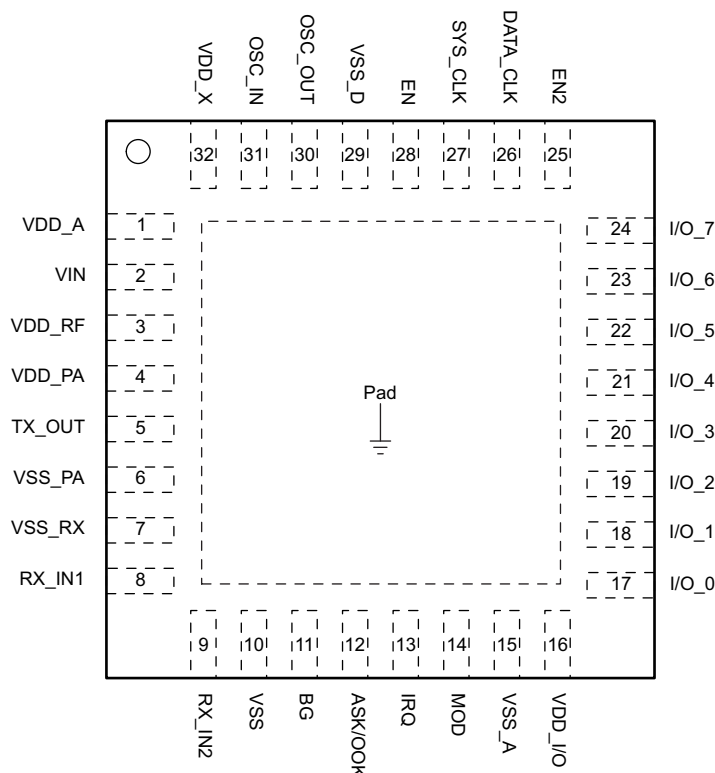 VDD_X
OSC_IN
OSC_OUT
VSS_D
EN
SYS_CLK
DATA_CLK
EN2
32
31
30
29
28
27
26
25
VDD_A 1
VIN 2
VDD_RF 3
VDD_PA 4
TX_OUT 5
VSS_PA 6
VSS_RX 7
RX_IN1 8
Pad
24 I/O_7
23 I/O_6
22 I/O_5
21 I/O_4
20 I/O_3
19 I/O_2
18 I/O_1
17 I/O_0
9
10
11
12
13
14
15
16
RX_IN2
VSS
BG
ASK/OOK
IRQ
MOD
VSS_A
VDD_I/O